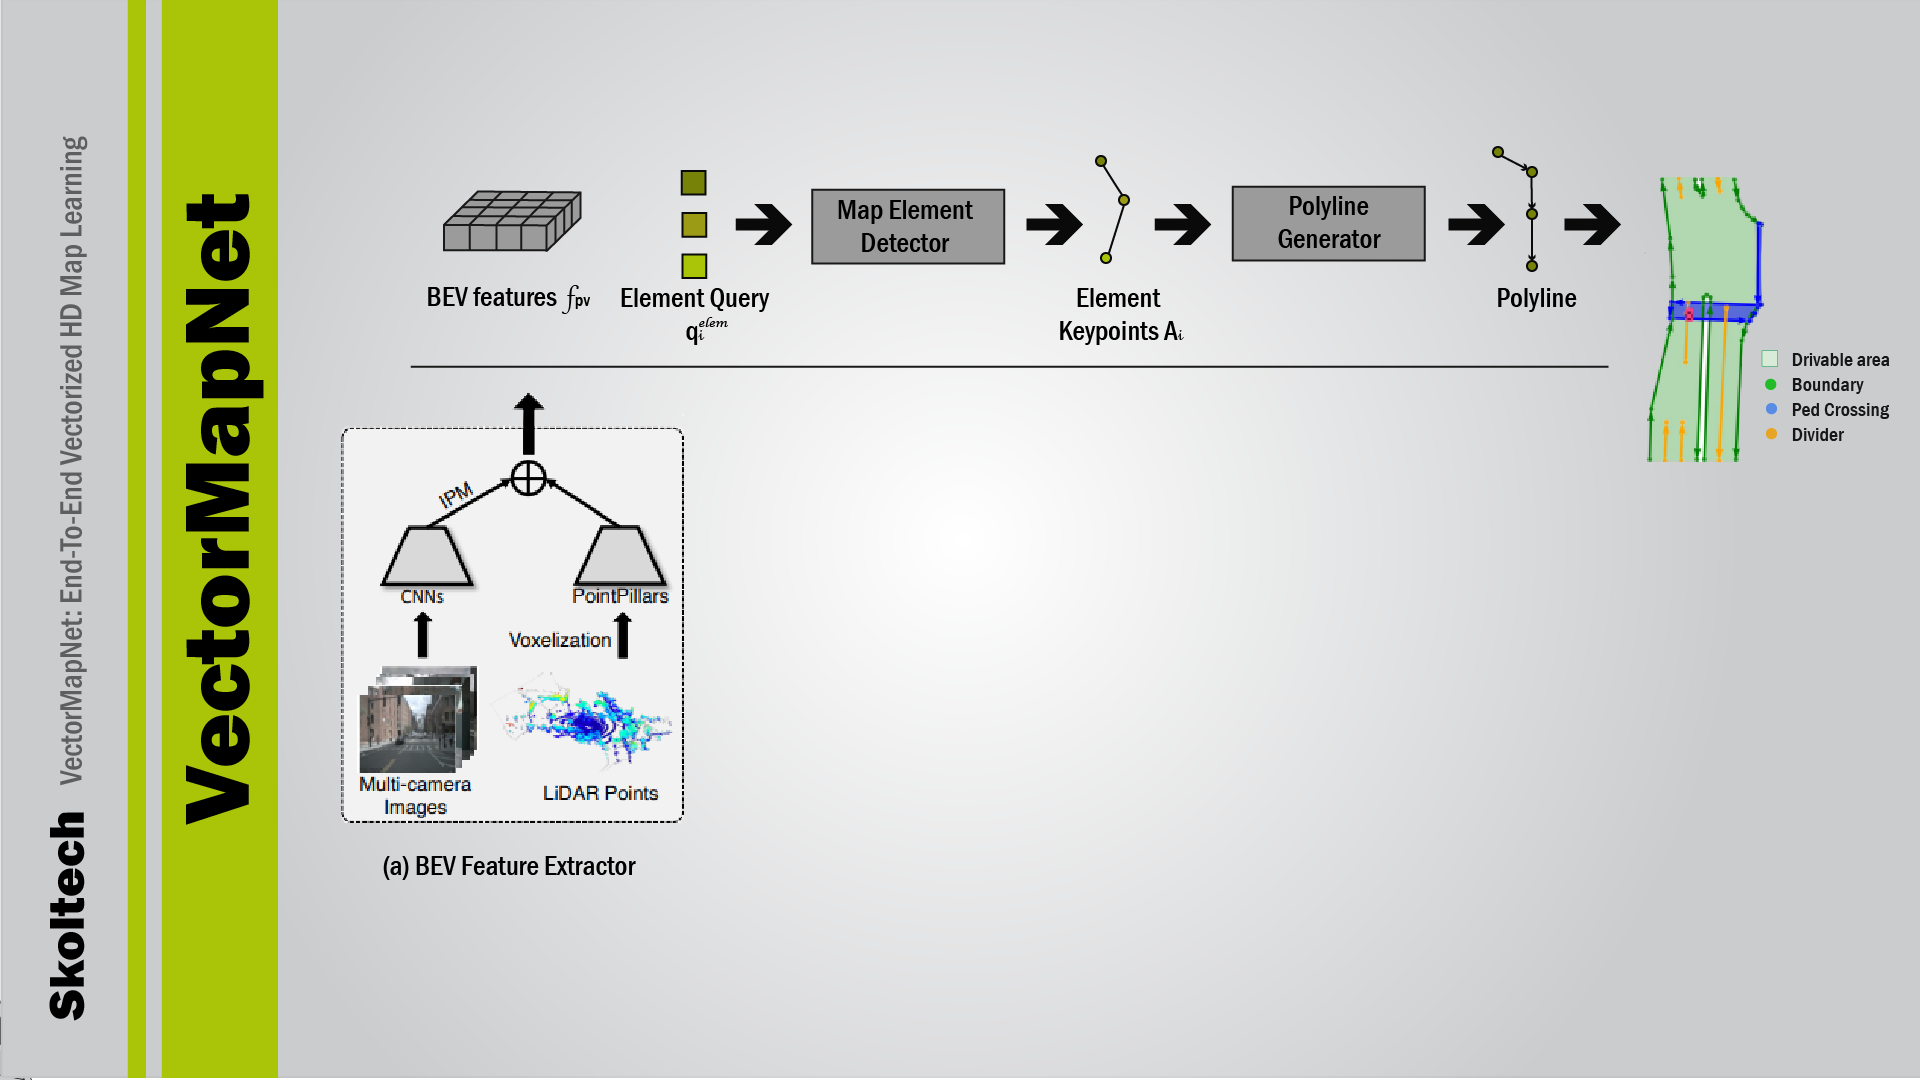 Skoltech
VectorMapNet: End-To-End Vectorized HD Map Learning
VectorMapNet
BEV features fpv
Element Query
qᵢᵉˡᵉᵐ
Map Element
Detector
Element
Keypoints Aᵢ
Polyline
Generator
Polyline
Drivable area
Boundary
Ped Crossing
Divider
IPM
CNNs
PointPillars
Voxelization
Multi-camera
Images
LiDAR Points
(a) BEV Feature Extractor